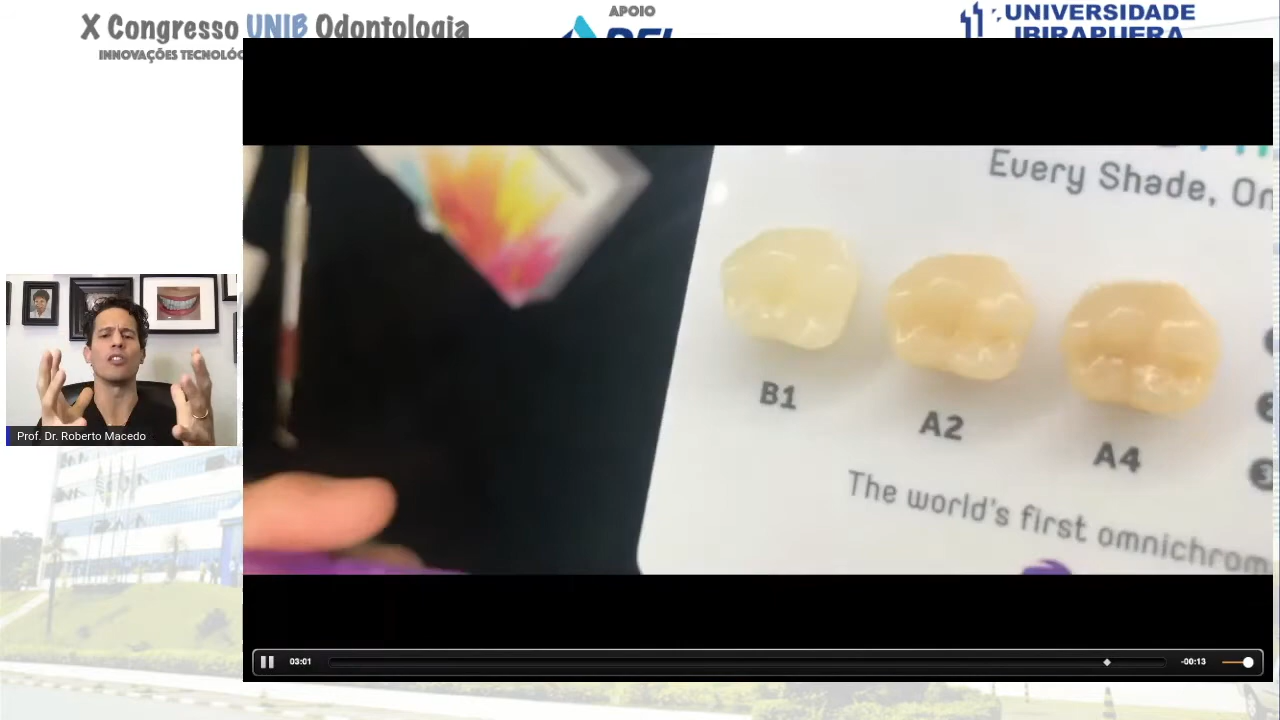 X Congresso UNIB Odontologia
INNOVAÇÕES TECNOLÓG
APOIO
UNIVERSIDADE
IBIRAPUERA
Every Shade, On
B1
A2
A4
The world's first omnichrom
Prof. Dr. Roberto Macedo
03:01
-00:13